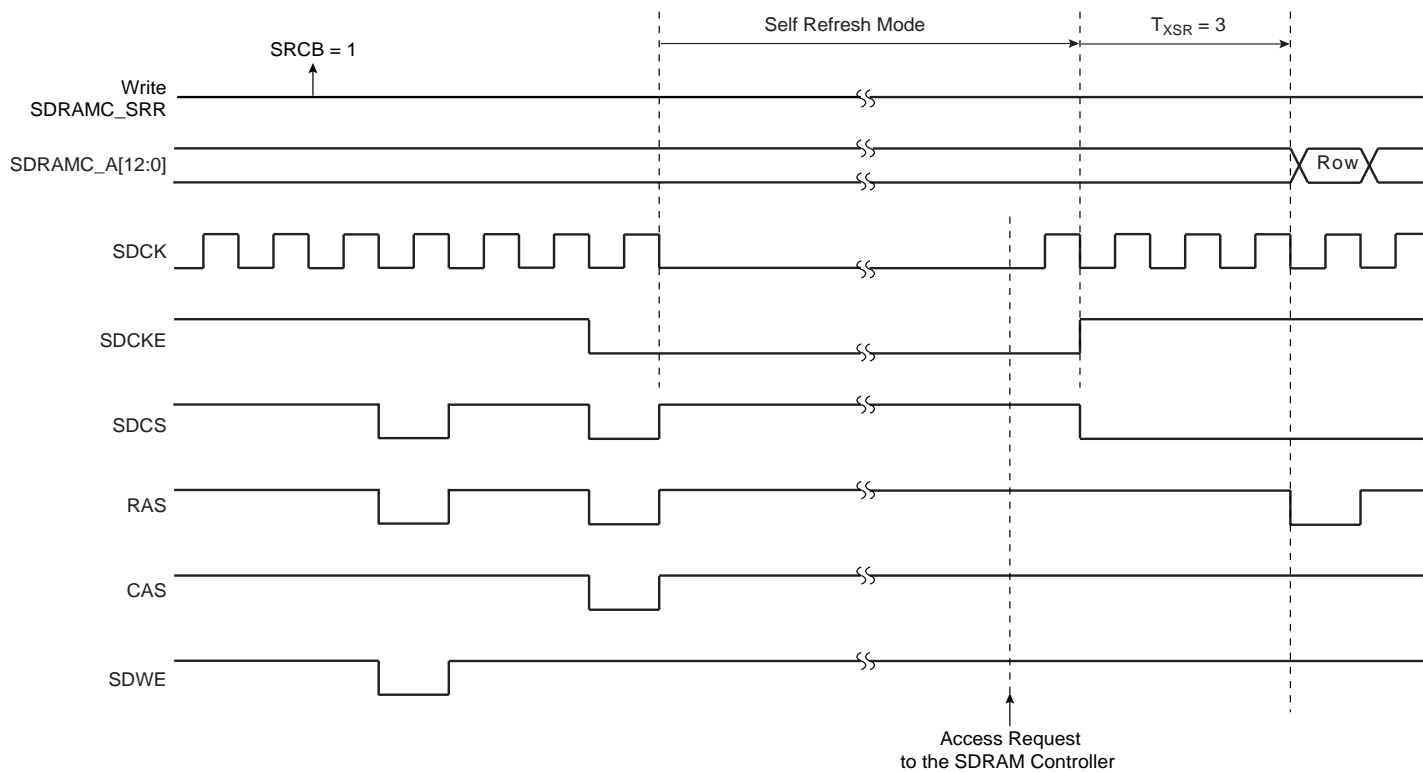 Self Refresh Mode
TXSR = 3
SRCB = 1
Write
SDRAMC_SRR
SDRAMC_A[12:0]
Row
SDCK
SDCKE
SDCS
RAS
CAS
SDWE
Access Request
to the SDRAM Controller